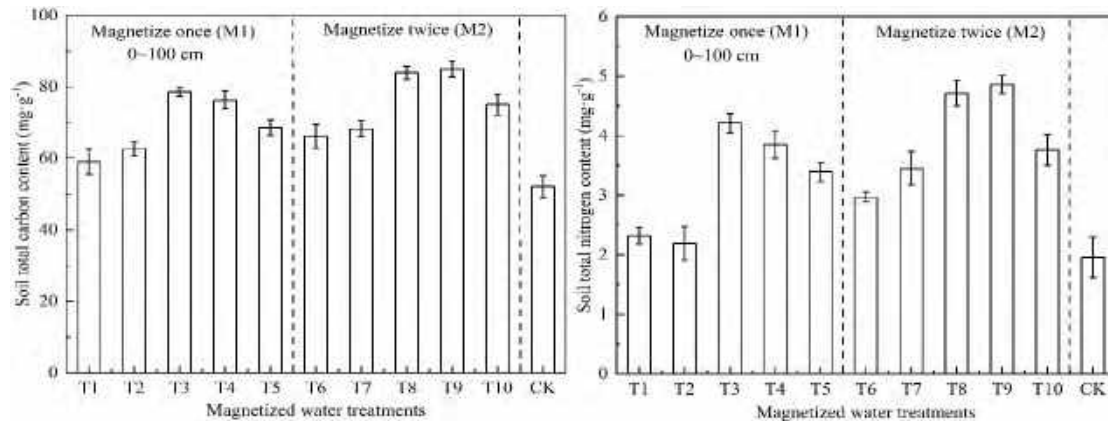 Soil total carbon content (mg·g⁻¹)
100
80
60
40
20
0
Magnetize once (M1)
0~100 cm
Magnetize twice (M2)
T1 T2 T3 T4 T5 T6 T7 T8 T9 T10 CK
Magnetized water treatments
Soil total nitrogen content (mg·g⁻¹)
6
5
4
3
2
1
0
Magnetize once (M1)
0~100 cm
Magnetize twice (M2)
T1 T2 T3 T4 T5 T6 T7 T8 T9 T10 CK
Magnetized water treatments